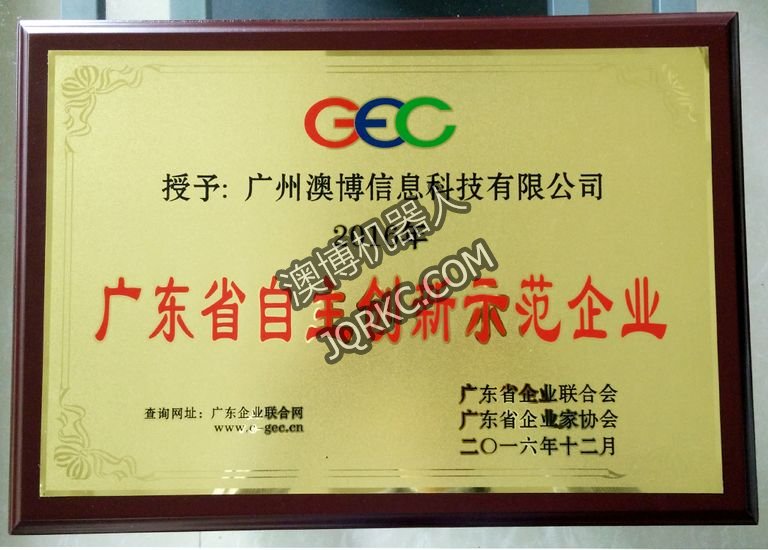 GEC
授予: 广州澳博信息科技有限公司
2016年
广东省自主创新示范企业
澳博机器人
JQRKC.COM
查询网址: 广东企业联合网
www.c-gec.cn
广东省企业联合会
广东省企业家协会
二〇一六年十二月